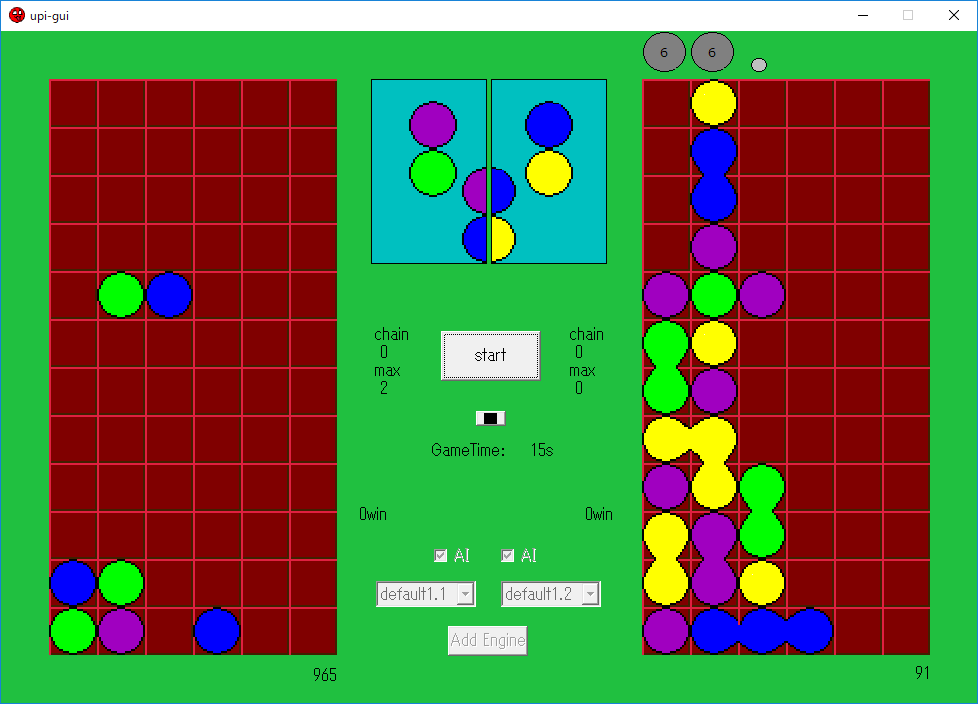 upi-gui
6 6
chain
0
max
2
start
chain
0
max
0
GameTime: 15s
0win 0win
AI AI
default1.1 default1.2
Add Engine
965 91